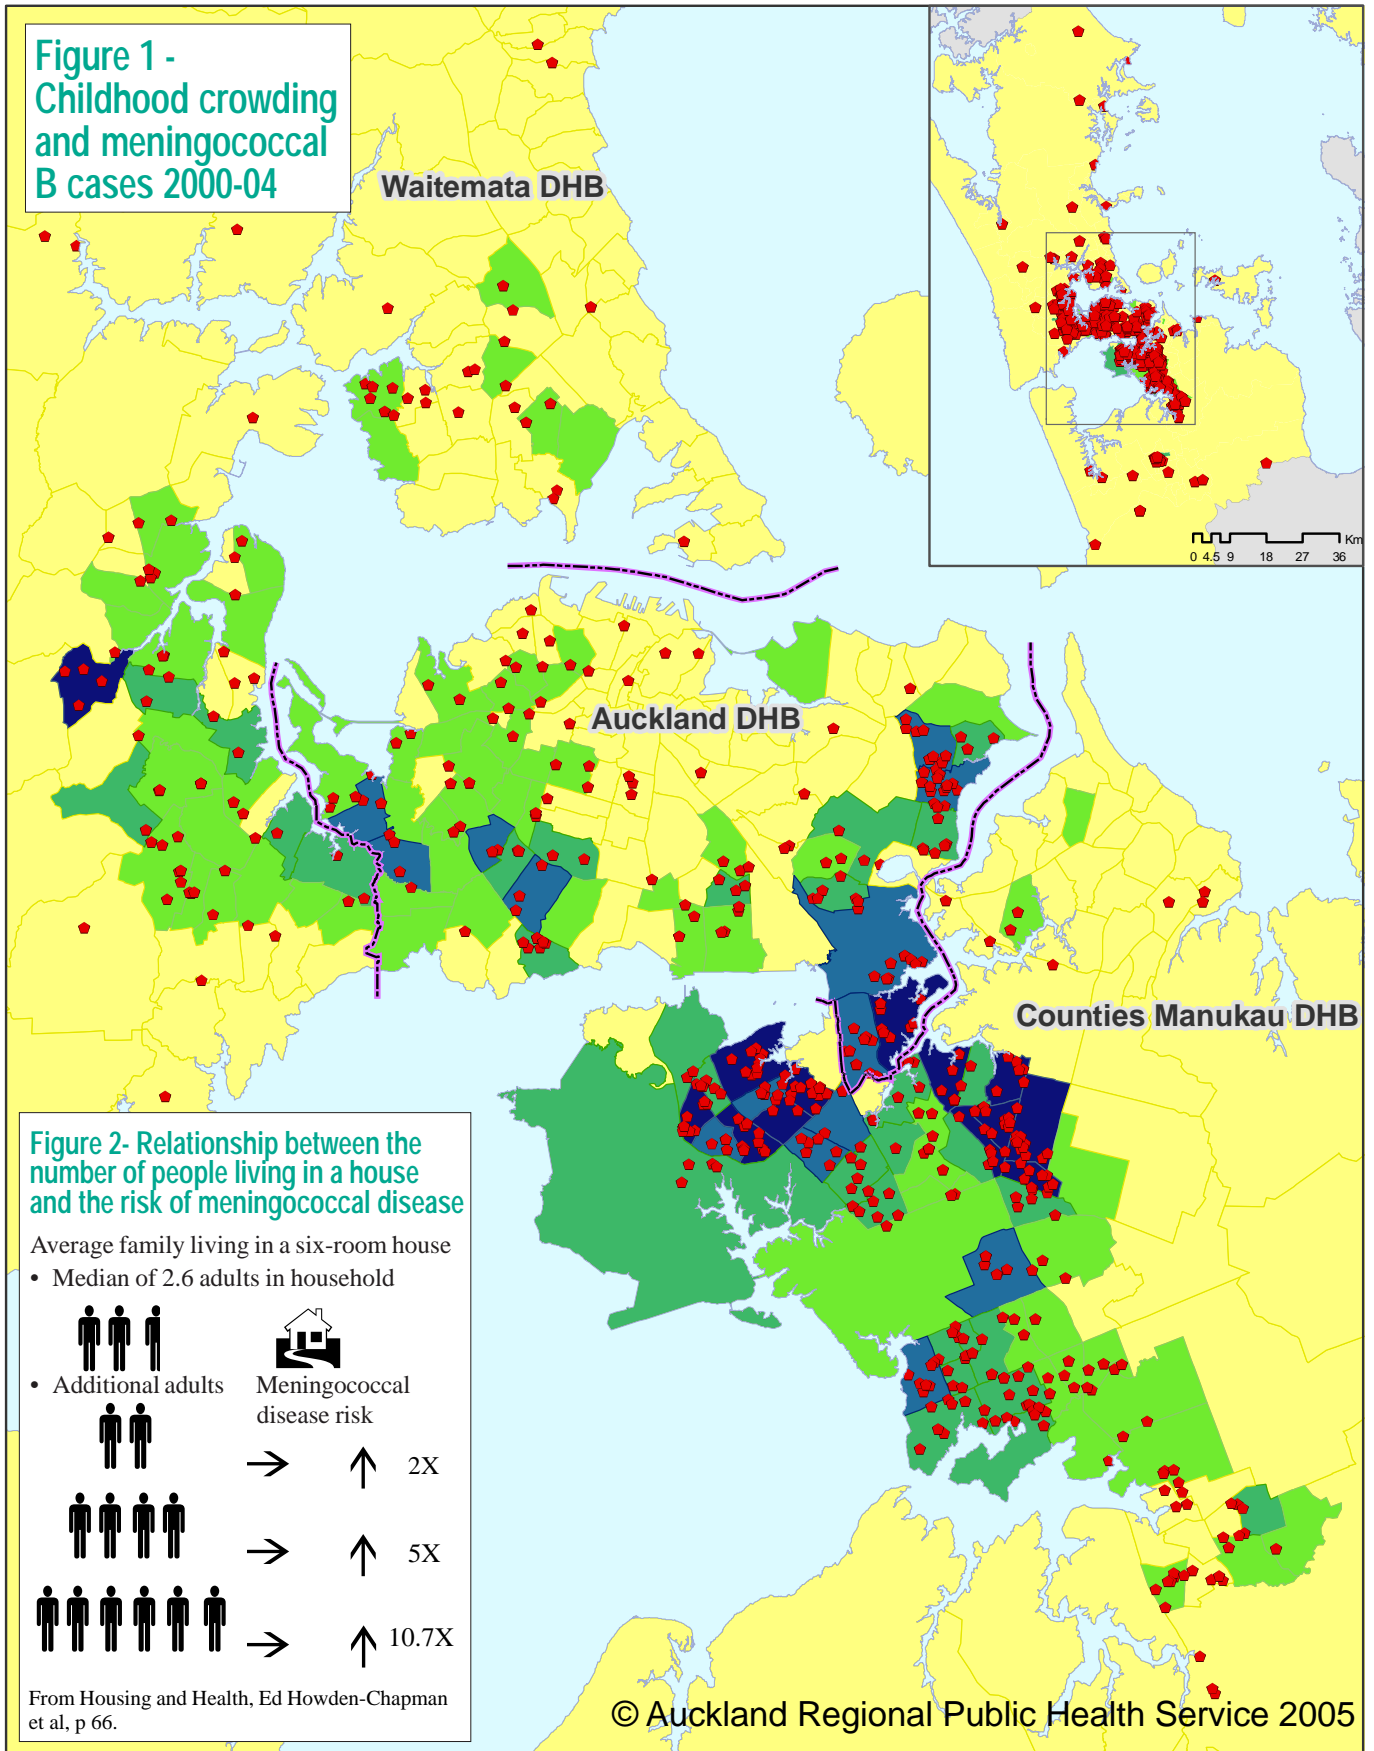 Figure 1 -
Childhood crowding
and meningococcal
B cases 2000-04
Waitemata DHB
Km
0 4.5 9 18 27 36
Auckland DHB
Counties Manukau DHB
Figure 2- Relationship between the
number of people living in a house
and the risk of meningococcal disease
Average family living in a six-room house
• Median of 2.6 adults in household
• Additional adults
Meningococcal
disease risk
2X
5X
10.7X
From Housing and Health, Ed Howden-Chapman
et al, p 66.
© Auckland Regional Public Health Service 2005